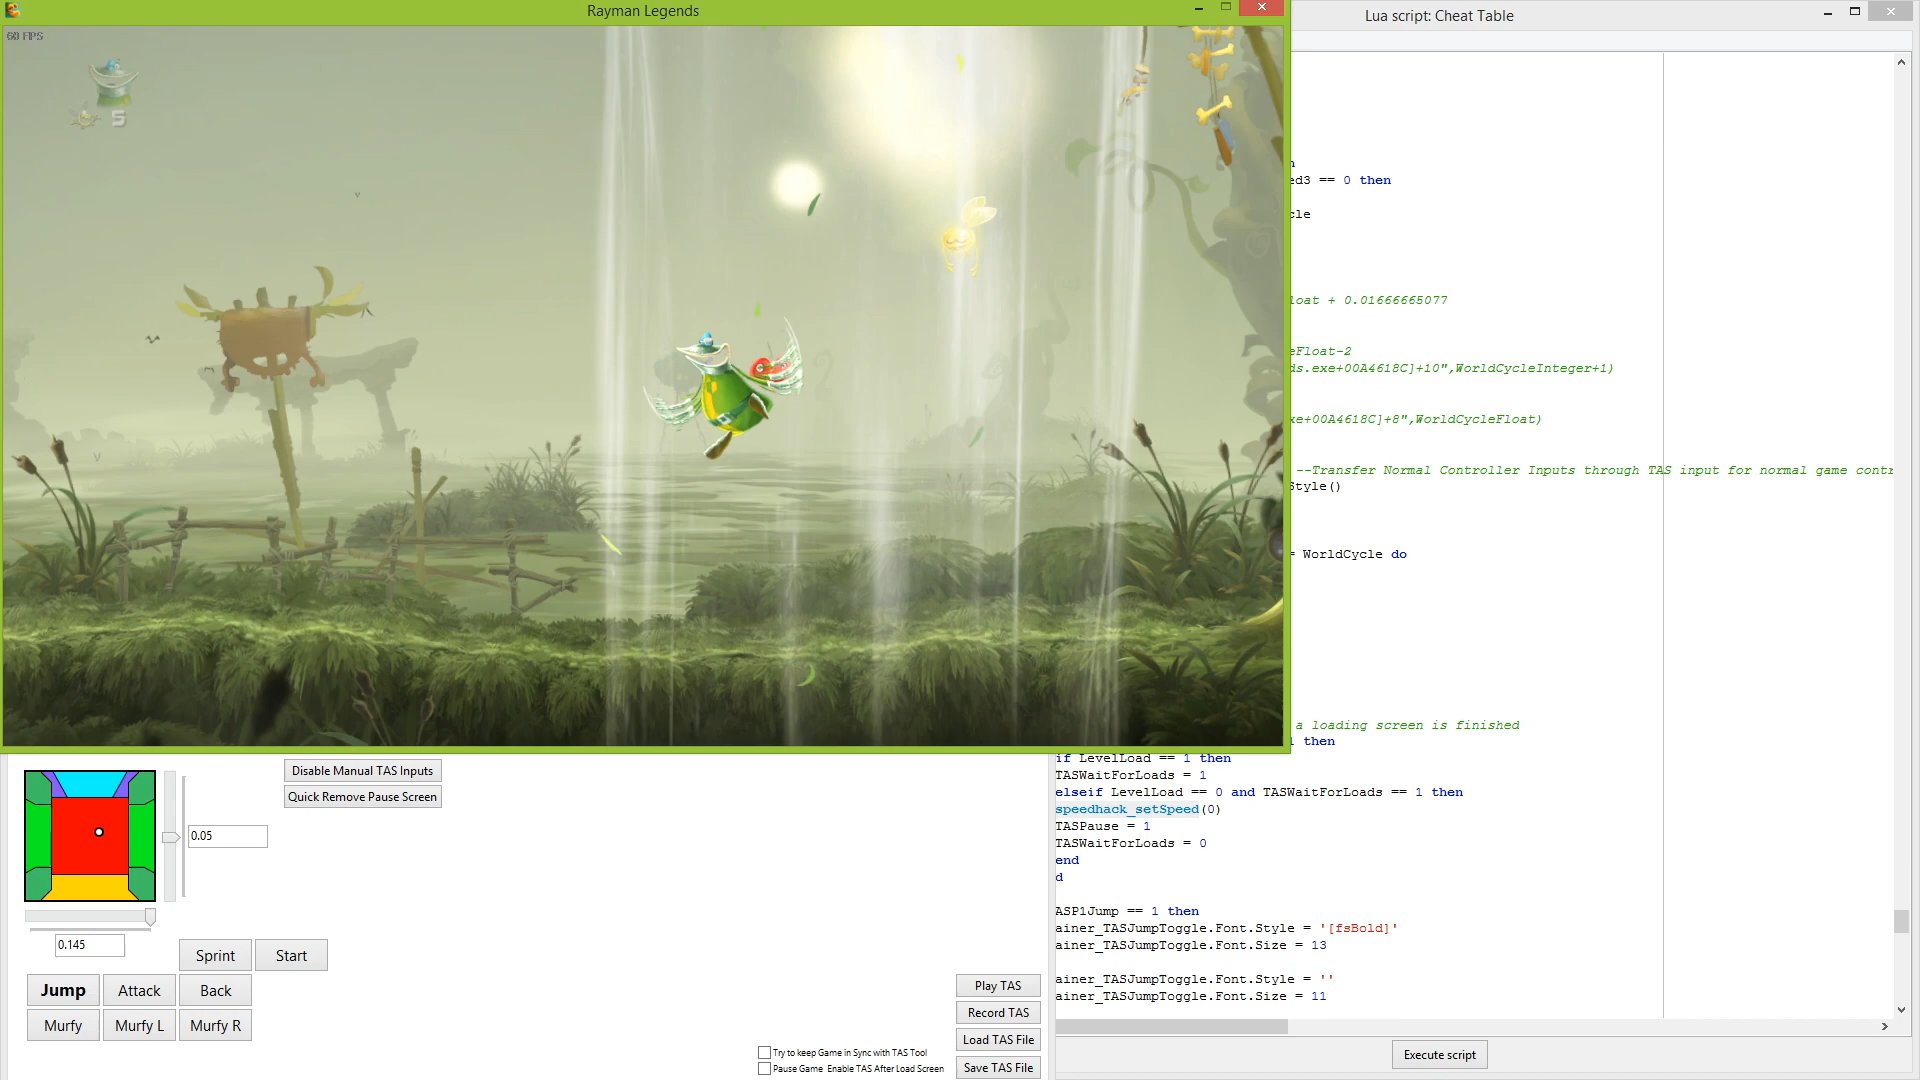 Rayman Legends
Lua script: Cheat Table
60 FPS
5
ed3 == 0 then
cle
loat + 0.01666665077
eFloat-2
ds.exe+00A4618C]+10",WorldCycleInteger+1)
xe+00A4618C]+8",WorldCycleFloat)
--Transfer Normal Controller Inputs through TAS input for normal game contr
Style()
= WorldCycle do
a loading screen is finished
then
if LevelLoad == 1 then
TASWaitForLoads = 1
elseif LevelLoad == 0 and TASWaitForLoads == 1 then
speedhack_setSpeed(0)
TASPause = 1
TASWaitForLoads = 0
end
d
ASP1Jump == 1 then
ainer_TASJumpToggle.Font.Style = '[fsBold]'
ainer_TASJumpToggle.Font.Size = 13
ainer_TASJumpToggle.Font.Style = ''
ainer_TASJumpToggle.Font.Size = 11
Execute script
Disable Manual TAS Inputs
Quick Remove Pause Screen
0.05
0.145
Sprint
Start
Jump
Attack
Back
Murfy
Murfy L
Murfy R
Play TAS
Record TAS
Load TAS File
Save TAS File
Try to keep Game in Sync with TAS Tool
Pause Game Enable TAS After Load Screen